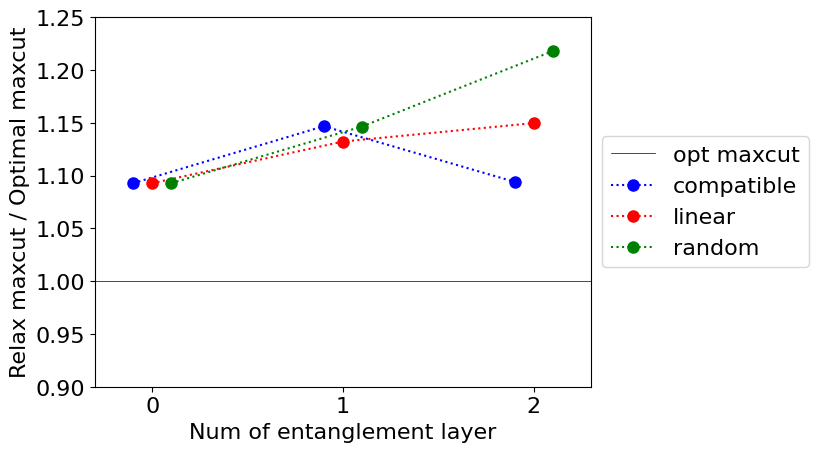 Relax maxcut / Optimal maxcut
1.25
1.20
1.15
1.10
1.05
1.00
0.95
0.90
0
1
2
Num of entanglement layer
opt maxcut
compatible
linear
random